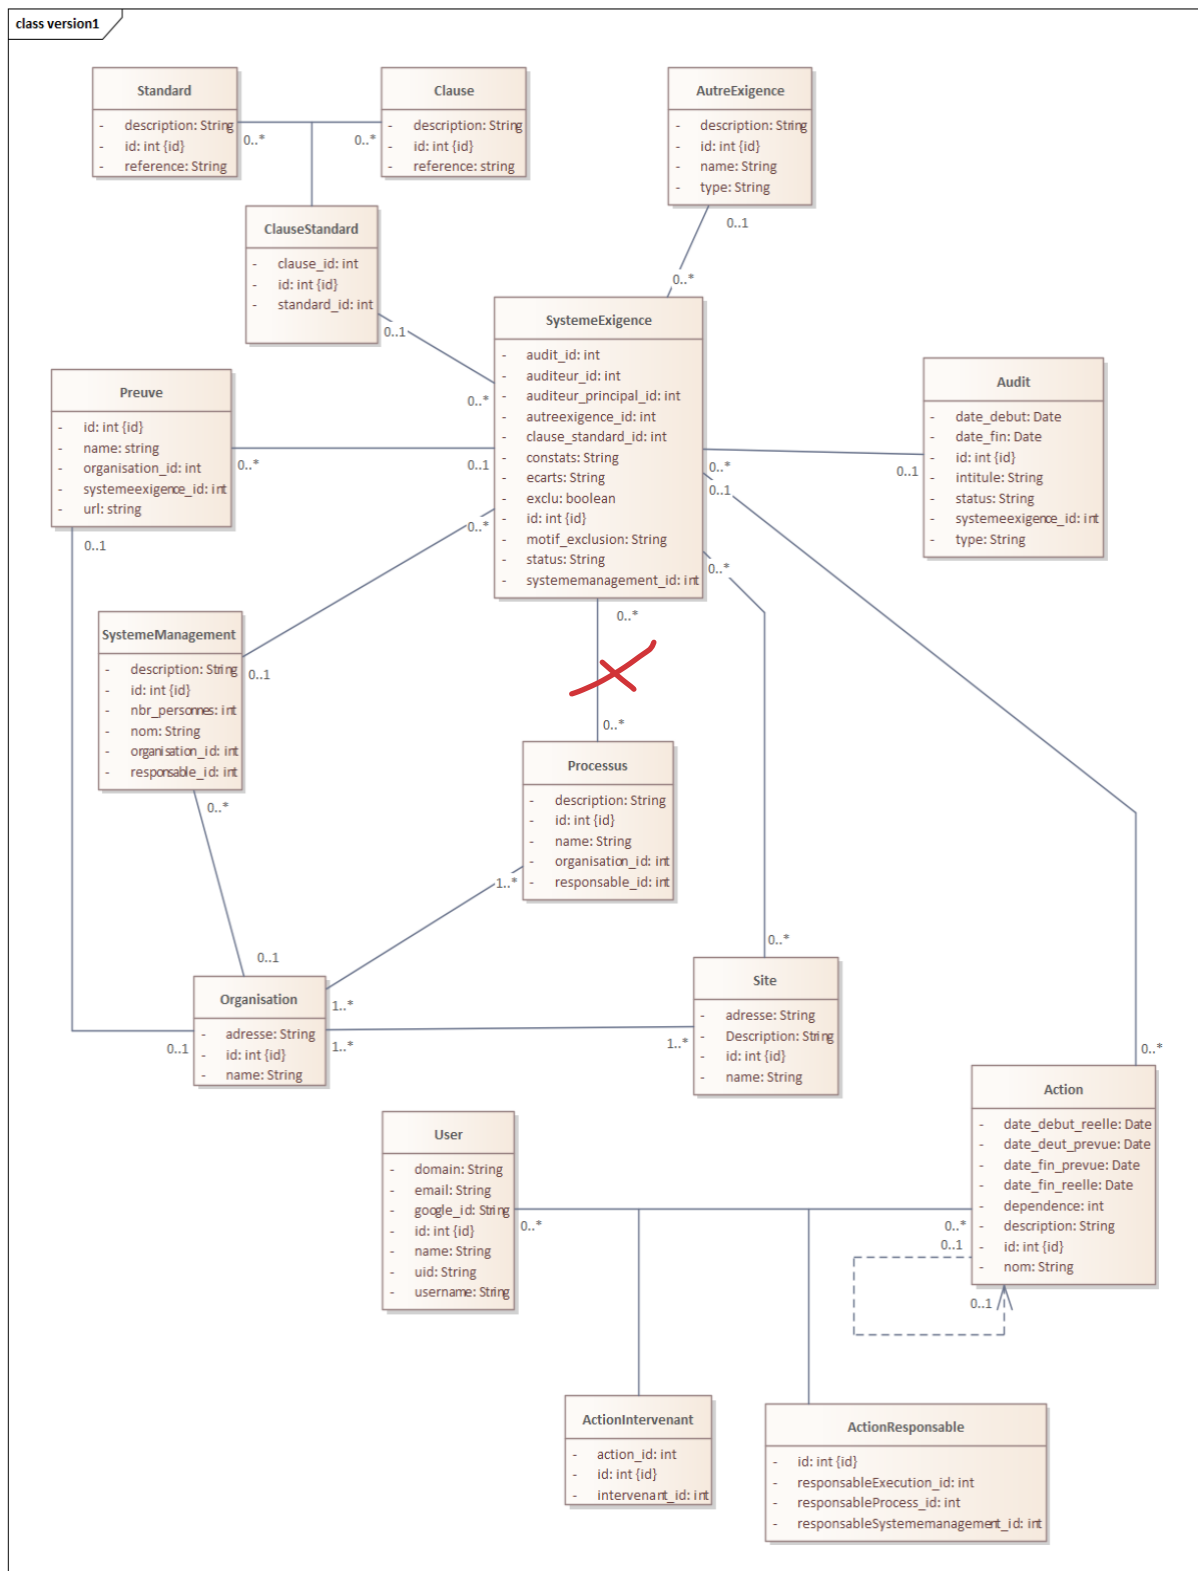 class version1
Standard
- description: String
- id: int {id}
- reference: String
0..*
Clause
- description: String
- id: int {id}
- reference: string
0..*
AutreExigence
- description: String
- id: int {id}
- name: String
- type: String
0..1
0..*
ClauseStandard
- clause_id: int
- id: int {id}
- standard_id: int
0..1
0..*
SystemeExigence
- audit_id: int
- auditeur_id: int
- auditeur_principal_id: int
- autreexigence_id: int
- clause_standard_id: int
- constats: String
- ecarts: String
- exclu: boolean
- id: int {id}
- motif_exclusion: String
- status: String
- systememanagement_id: int
Audit
- date_debut: Date
- date_fin: Date
- id: int {id}
- intitule: String
- status: String
- systemeexigence_id: int
- type: String
0..*
0..1
0..1
Preuve
- id: int {id}
- name: string
- organisation_id: int
- systemeexigence_id: int
- url: string
0..*
0..1
0..1
0..*
0..*
0..*
SystemeManagement
- description: String
- id: int {id}
- nbr_personnes: int
- nom: String
- organisation_id: int
- responsable_id: int
0..1
0..*
0..*
Processus
- description: String
- id: int {id}
- name: String
- organisation_id: int
- responsable_id: int
1..*
0..1
0..*
Organisation
- adresse: String
- id: int {id}
- name: String
1..*
0..1
1..*
Site
- adresse: String
- Description: String
- id: int {id}
- name: String
1..*
0..*
Action
- date_debut_reelle: Date
- date_deut_prevue: Date
- date_fin_prevue: Date
- date_fin_reelle: Date
- dependence: int
- description: String
- id: int {id}
- nom: String
User
- domain: String
- email: String
- google_id: String
- id: int {id}
- name: String
- uid: String
- username: String
0..*
0..*
0..1
0..1
ActionIntervenant
- action_id: int
- id: int {id}
- intervenant_id: int
ActionResponsable
- id: int {id}
- responsableExecution_id: int
- responsableProcess_id: int
- responsableSystememanagement_id: int